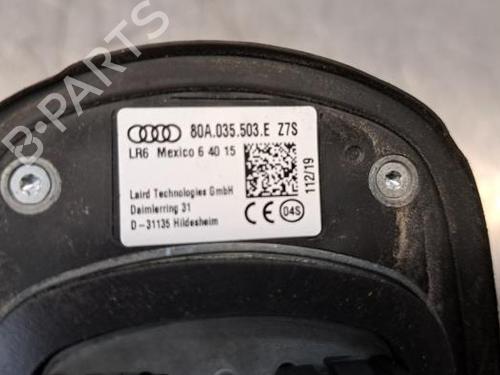 80A.035.503.E Z7S
LR6 Mexico 6 40 15
Laird Technologies GmbH
Daimlerring 31
D-31135 Hildesheim
112/19
CE 04S
B-PARTS